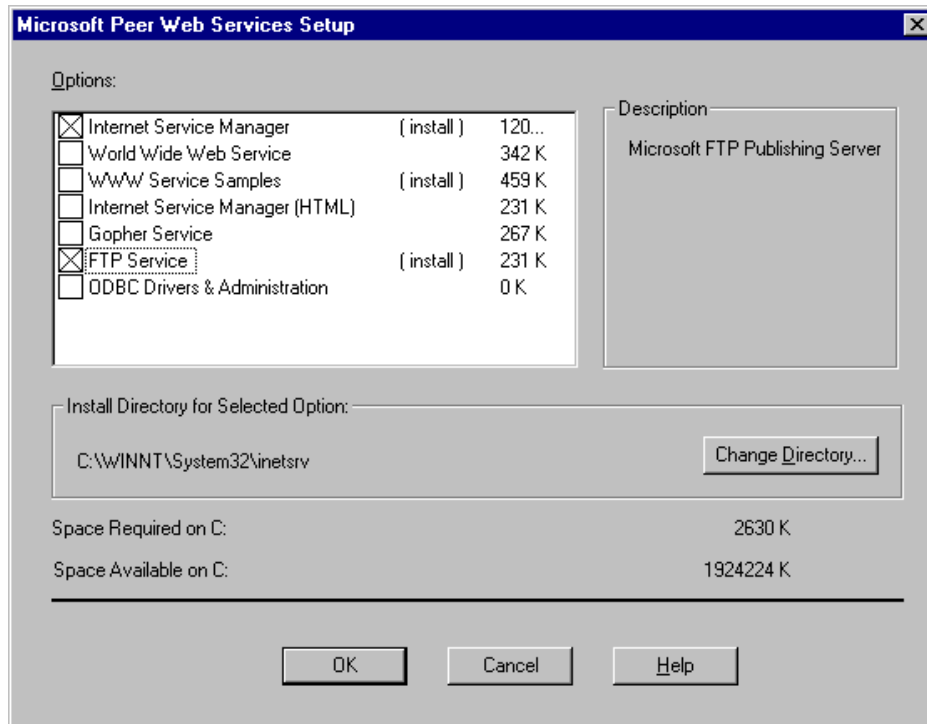 Microsoft Peer Web Services Setup
Options:
Internet Service Manager ( install ) 120...
World Wide Web Service 342 K
WWW Service Samples ( install ) 459 K
Internet Service Manager (HTML) 231 K
Gopher Service 267 K
FTP Service ( install ) 231 K
ODBC Drivers & Administration 0 K
Description
Microsoft FTP Publishing Server
Install Directory for Selected Option:
C:\WINNT\System32\inetsrv
Change Directory...
Space Required on C: 2630 K
Space Available on C: 1924224 K
OK Cancel Help